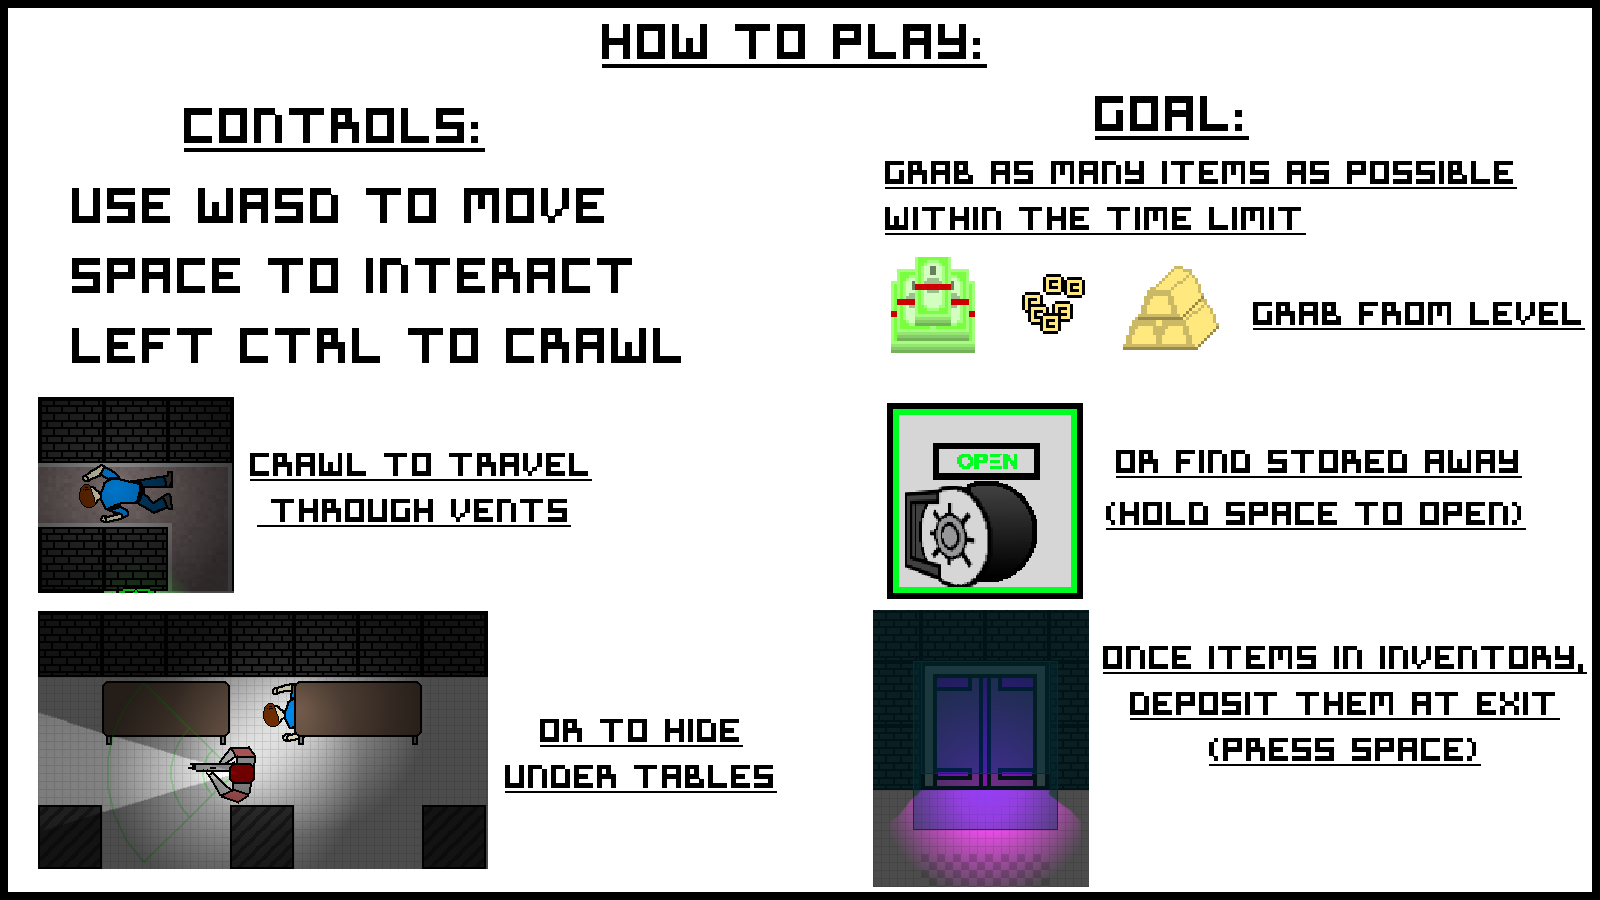 HOW TO PLAY:
CONTROLS:
USE WASD TO MOVE
SPACE TO INTERACT
LEFT CTRL TO CRAWL
CRAWL TO TRAVEL
THROUGH VENTS
OR TO HIDE
UNDER TABLES
GOAL:
GRAB AS MANY ITEMS AS POSSIBLE
WITHIN THE TIME LIMIT
GRAB FROM LEVEL
OPEN
OR FIND STORED AWAY
(HOLD SPACE TO OPEN)
ONCE ITEMS IN INVENTORY,
DEPOSIT THEM AT EXIT
(PRESS SPACE)